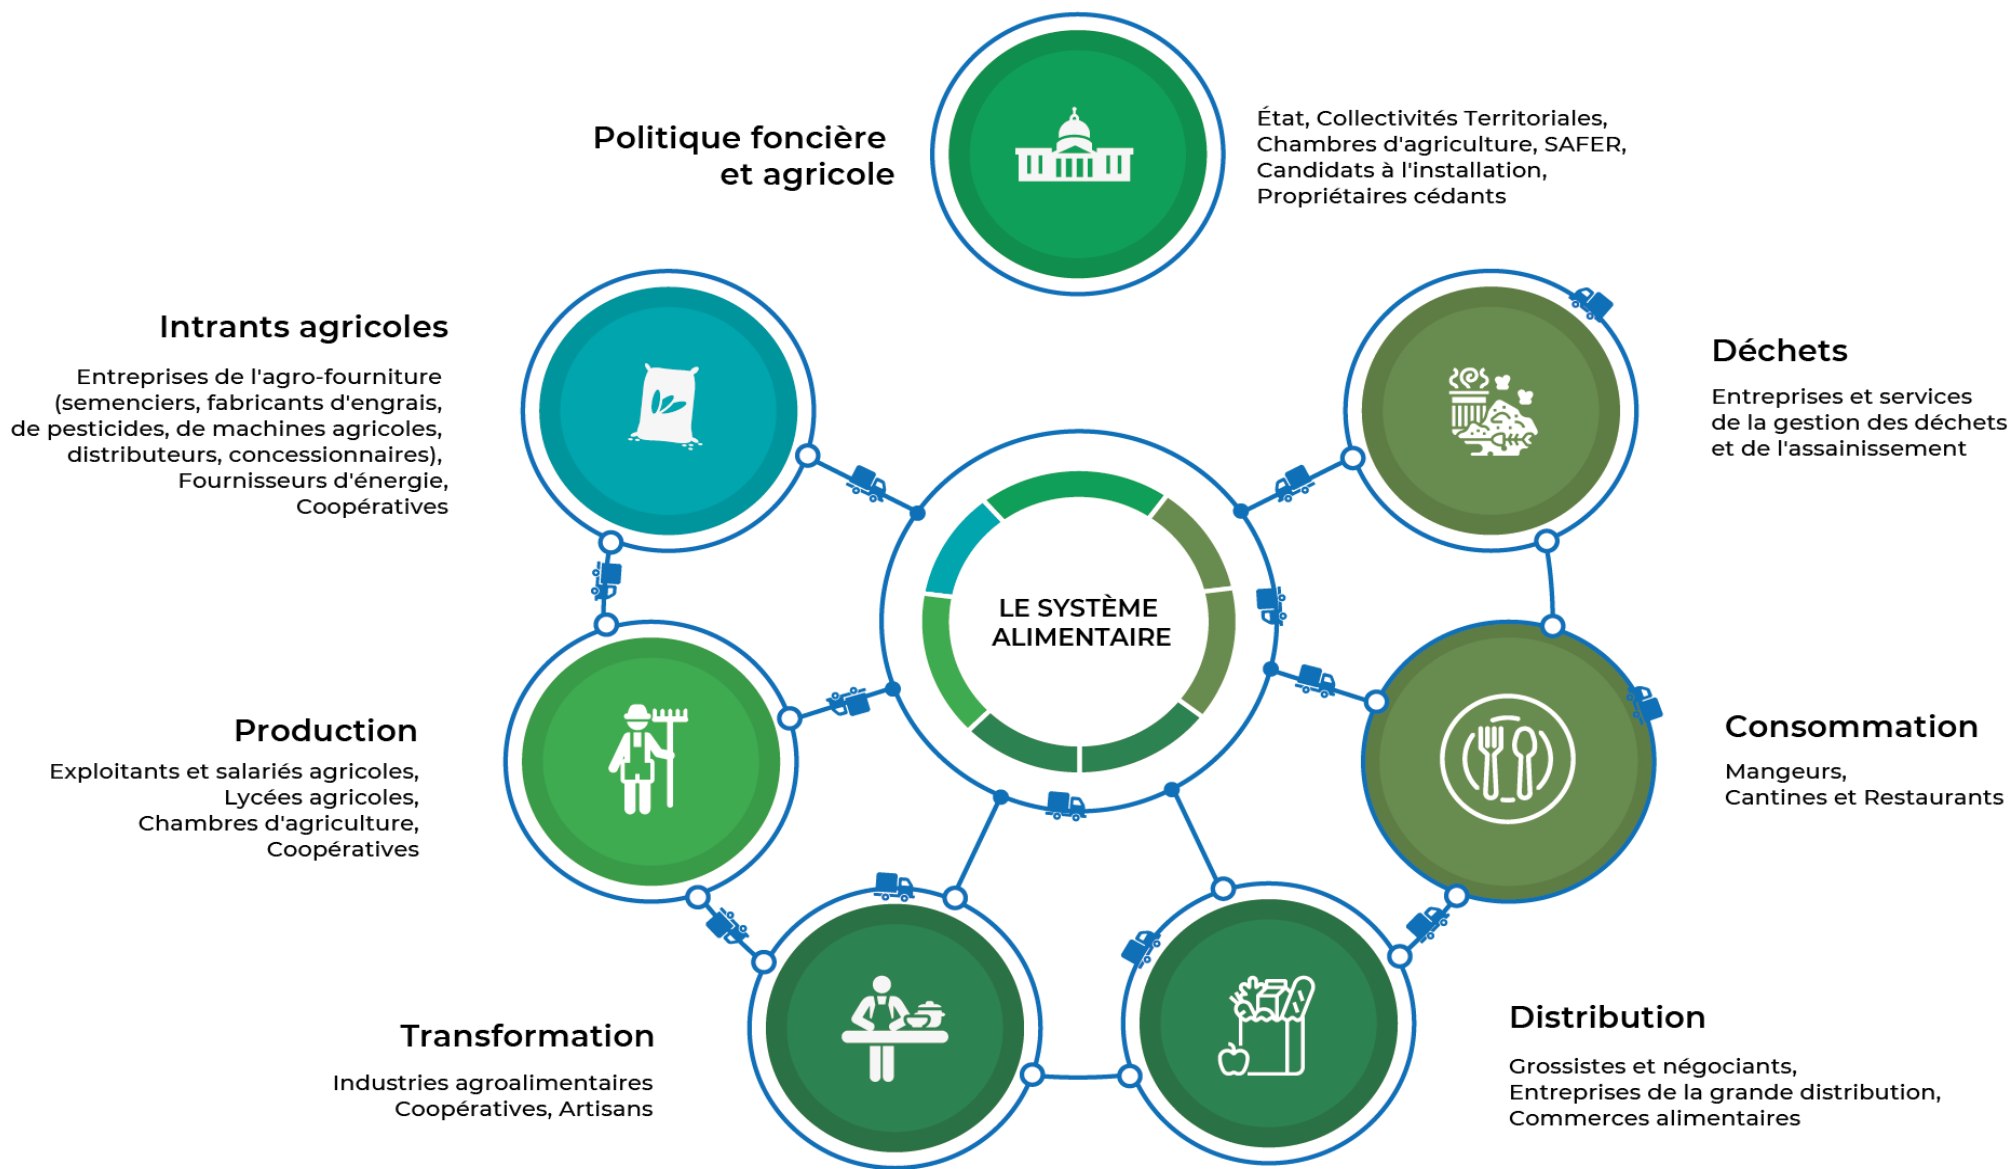 Politique foncière
et agricole
État, Collectivités Territoriales,
Chambres d'agriculture, SAFER,
Candidats à l'installation,
Propriétaires cédants
Intrants agricoles
Entreprises de l'agro-fourniture
(semenciers, fabricants d'engrais,
de pesticides, de machines agricoles,
distributeurs, concessionnaires),
Fournisseurs d'énergie,
Coopératives
Déchets
Entreprises et services
de la gestion des déchets
et de l'assainissement
LE SYSTÈME
ALIMENTAIRE
Production
Exploitants et salariés agricoles,
Lycées agricoles,
Chambres d'agriculture,
Coopératives
Consommation
Mangeurs,
Cantines et Restaurants
Transformation
Industries agroalimentaires
Coopératives, Artisans
Distribution
Grossistes et négociants,
Entreprises de la grande distribution,
Commerces alimentaires